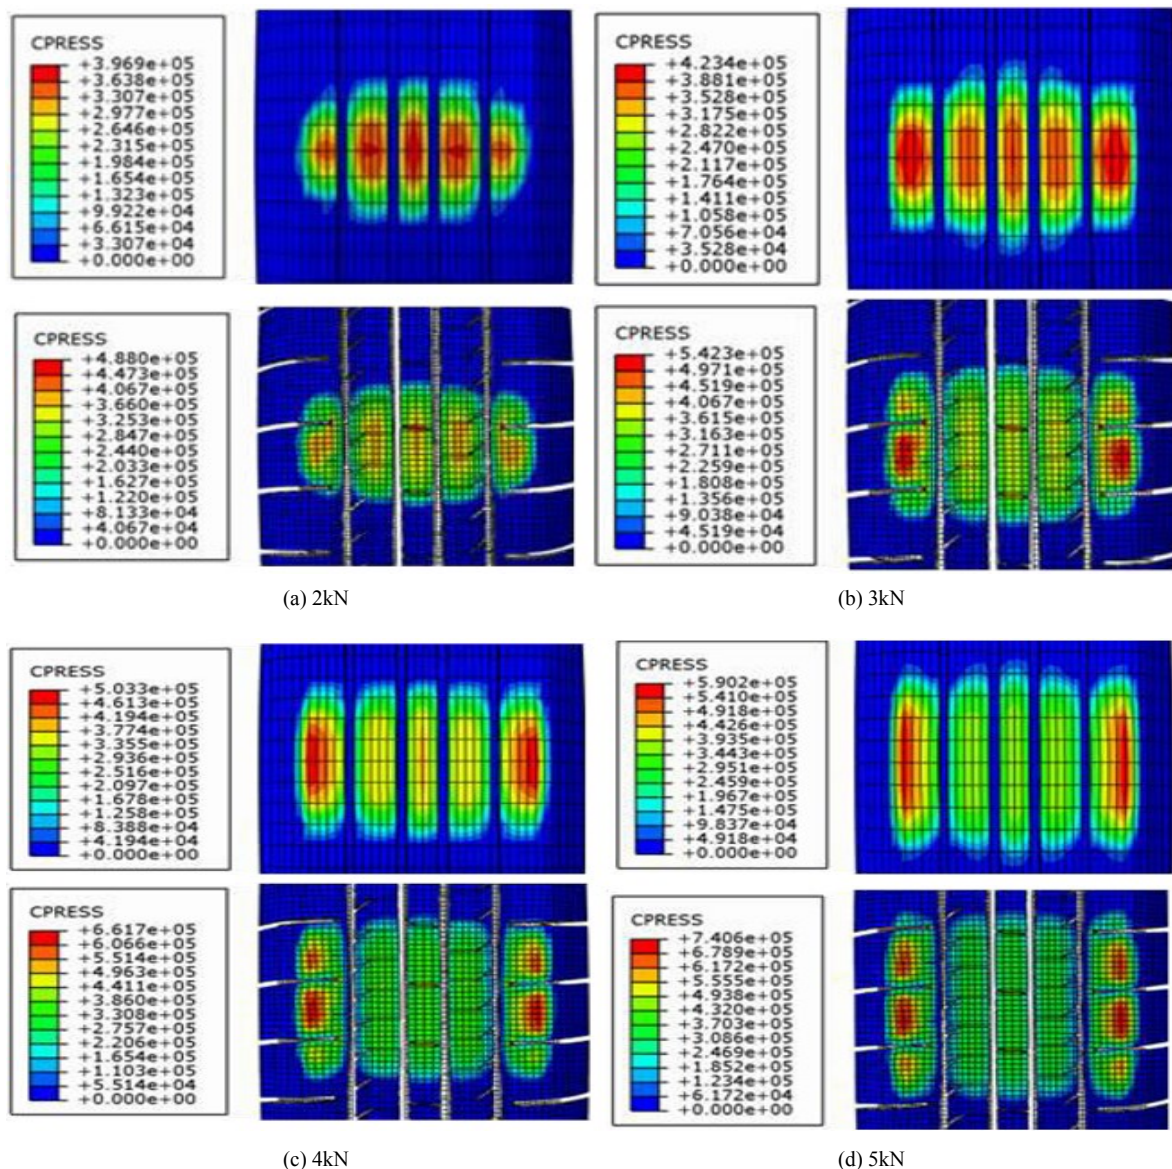 CPRESS
+3.969e+05
+3.638e+05
+3.307e+05
+2.977e+05
+2.646e+05
+2.315e+05
+1.984e+05
+1.654e+05
+1.323e+05
+9.922e+04
+6.615e+04
+3.307e+04
+0.000e+00
CPRESS
+4.234e+05
+3.881e+05
+3.528e+05
+3.175e+05
+2.822e+05
+2.470e+05
+2.117e+05
+1.764e+05
+1.411e+05
+1.058e+05
+7.056e+04
+3.528e+04
+0.000e+00
CPRESS
+4.880e+05
+4.473e+05
+4.067e+05
+3.660e+05
+3.253e+05
+2.847e+05
+2.440e+05
+2.033e+05
+1.627e+05
+1.220e+05
+8.133e+04
+4.067e+04
+0.000e+00
CPRESS
+5.423e+05
+4.971e+05
+4.519e+05
+4.067e+05
+3.615e+05
+3.163e+05
+2.711e+05
+2.259e+05
+1.808e+05
+1.356e+05
+9.038e+04
+4.519e+04
+0.000e+00
(a) 2kN
(b) 3kN
CPRESS
+5.033e+05
+4.613e+05
+4.194e+05
+3.774e+05
+3.355e+05
+2.936e+05
+2.516e+05
+2.097e+05
+1.678e+05
+1.258e+05
+8.388e+04
+4.194e+04
+0.000e+00
CPRESS
+5.902e+05
+5.410e+05
+4.918e+05
+4.426e+05
+3.935e+05
+3.443e+05
+2.951e+05
+2.459e+05
+1.967e+05
+1.475e+05
+9.837e+04
+4.918e+04
+0.000e+00
CPRESS
+6.617e+05
+6.066e+05
+5.514e+05
+4.963e+05
+4.411e+05
+3.860e+05
+3.308e+05
+2.757e+05
+2.206e+05
+1.654e+05
+1.103e+05
+5.514e+04
+0.000e+00
CPRESS
+7.406e+05
+6.789e+05
+6.172e+05
+5.555e+05
+4.938e+05
+4.320e+05
+3.703e+05
+3.086e+05
+2.469e+05
+1.852e+05
+1.234e+05
+6.172e+04
+0.000e+00
(c) 4kN
(d) 5kN